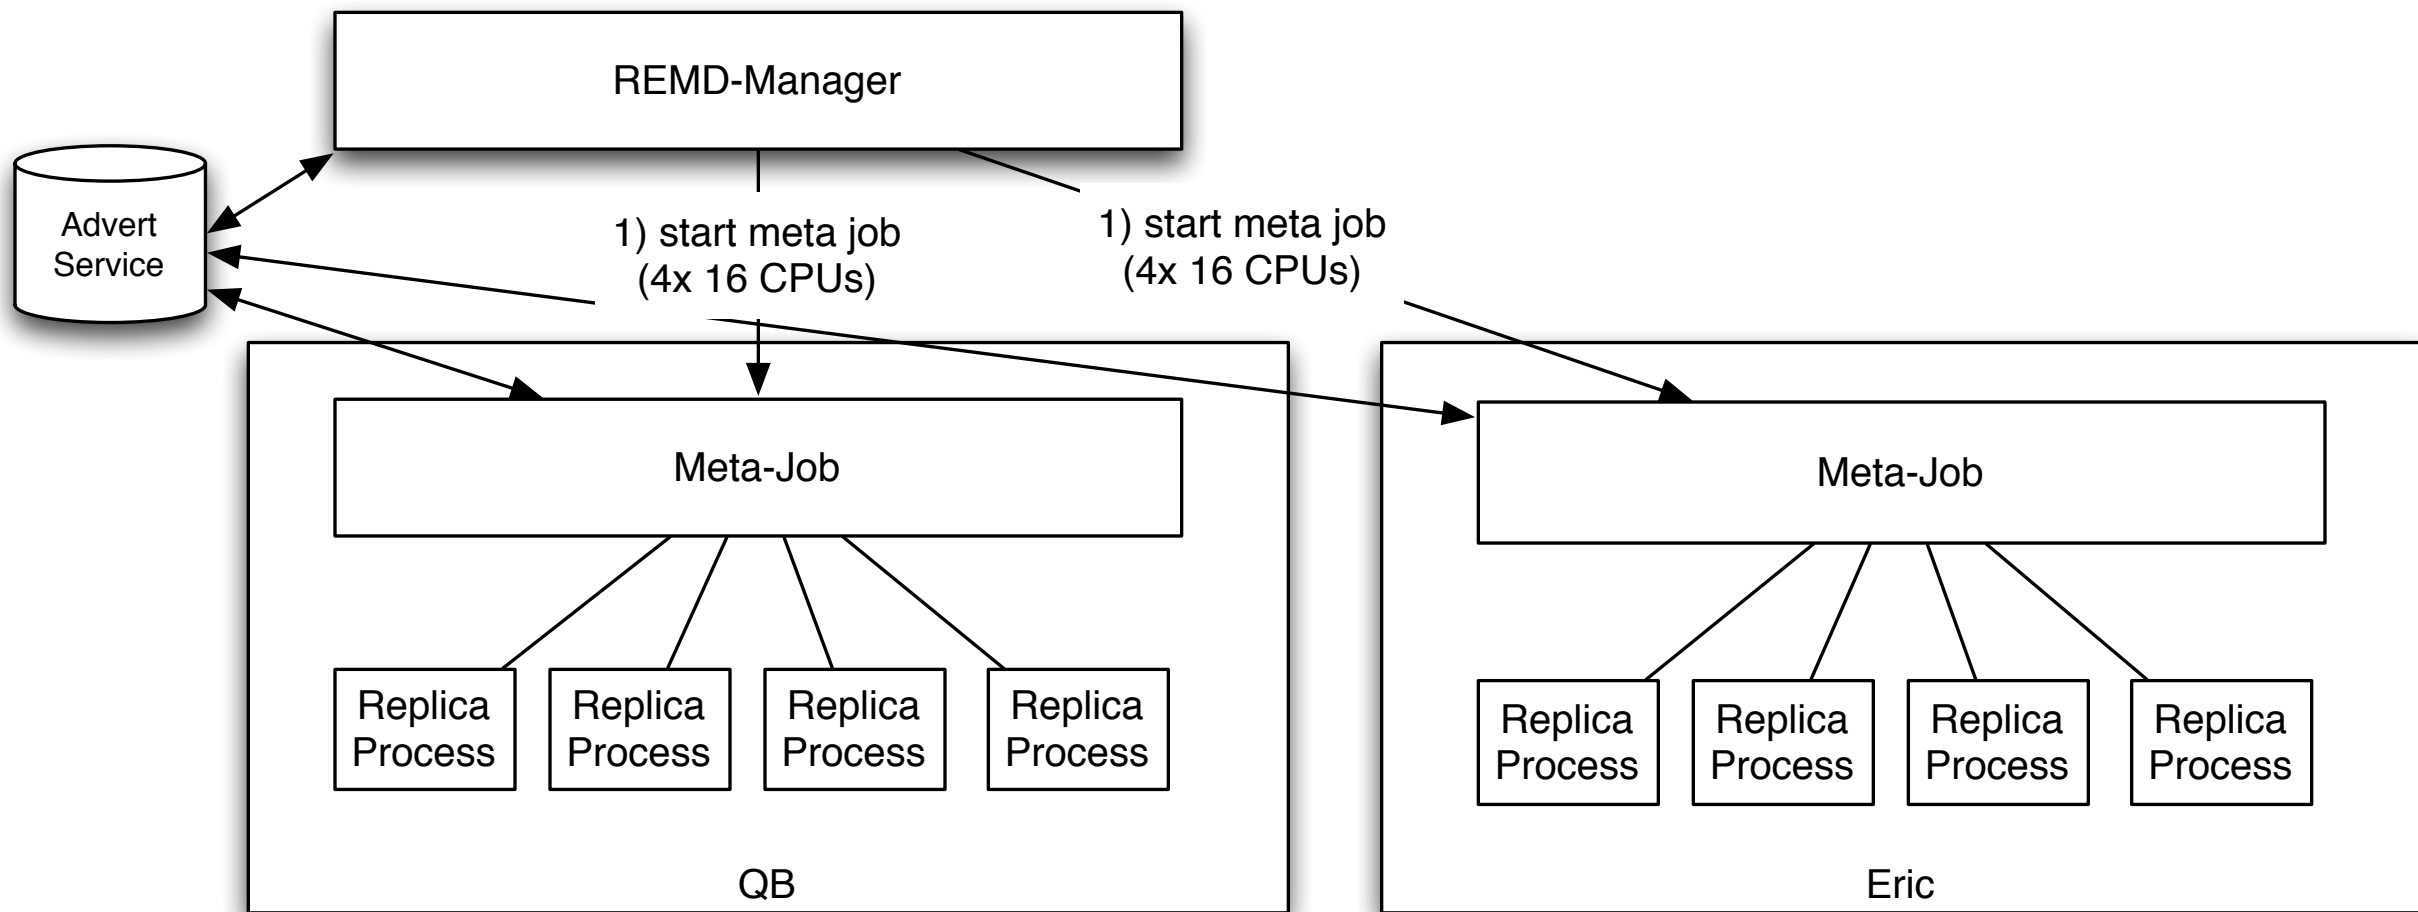 REMD-Manager
Advert
Service
1) start meta job
(4x 16 CPUs)
1) start meta job
(4x 16 CPUs)
Meta-Job
Replica
Process
Replica
Process
Replica
Process
Replica
Process
QB
Meta-Job
Replica
Process
Replica
Process
Replica
Process
Replica
Process
Eric